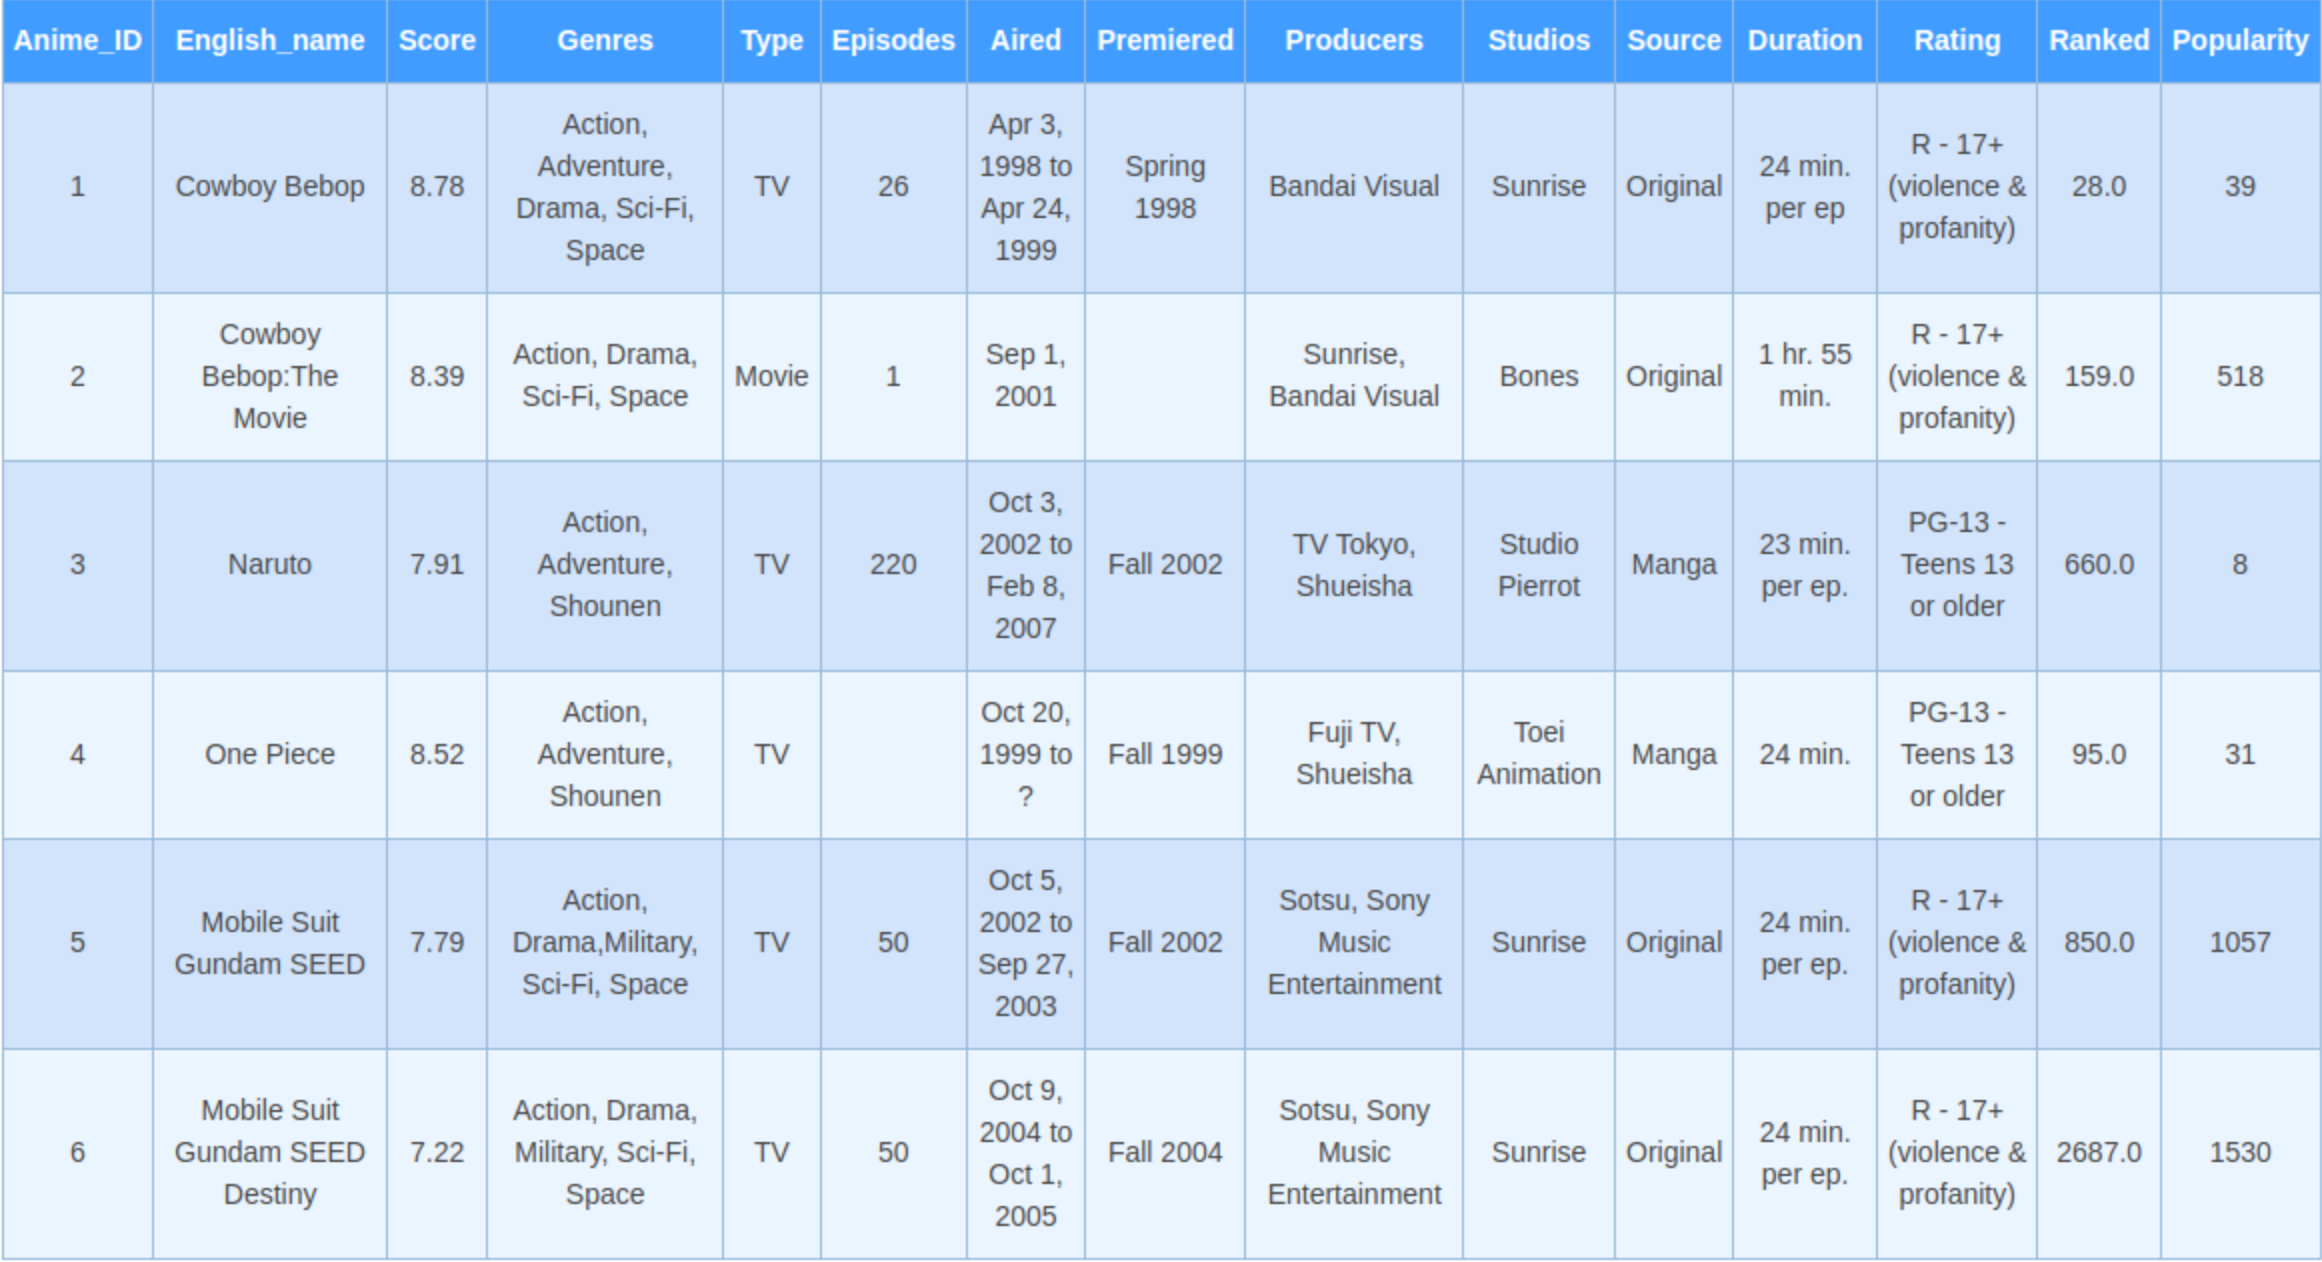 Anime_ID English_name Score Genres Type Episodes Aired Premiered Producers Studios Source Duration Rating Ranked Popularity
1 Cowboy Bebop 8.78 Action, Adventure, Drama, Sci-Fi, Space TV 26 Apr 3, 1998 to Apr 24, 1999 Spring 1998 Bandai Visual Sunrise Original 24 min. per ep R - 17+ (violence & profanity) 28.0 39
2 Cowboy Bebop:The Movie 8.39 Action, Drama, Sci-Fi, Space Movie 1 Sep 1, 2001 Sunrise, Bandai Visual Bones Original 1 hr. 55 min. R - 17+ (violence & profanity) 159.0 518
3 Naruto 7.91 Action, Adventure, Shounen TV 220 Oct 3, 2002 to Feb 8, 2007 Fall 2002 TV Tokyo, Shueisha Studio Pierrot Manga 23 min. per ep. PG-13 - Teens 13 or older 660.0 8
4 One Piece 8.52 Action, Adventure, Shounen TV Oct 20, 1999 to ? Fall 1999 Fuji TV, Shueisha Toei Animation Manga 24 min. PG-13 - Teens 13 or older 95.0 31
5 Mobile Suit Gundam SEED 7.79 Action, Drama,Military, Sci-Fi, Space TV 50 Oct 5, 2002 to Sep 27, 2003 Fall 2002 Sotsu, Sony Music Entertainment Sunrise Original 24 min. per ep. R - 17+ (violence & profanity) 850.0 1057
6 Mobile Suit Gundam SEED Destiny 7.22 Action, Drama, Military, Sci-Fi, Space TV 50 Oct 9, 2004 to Oct 1, 2005 Fall 2004 Sotsu, Sony Music Entertainment Sunrise Original 24 min. per ep. R - 17+ (violence & profanity) 2687.0 1530